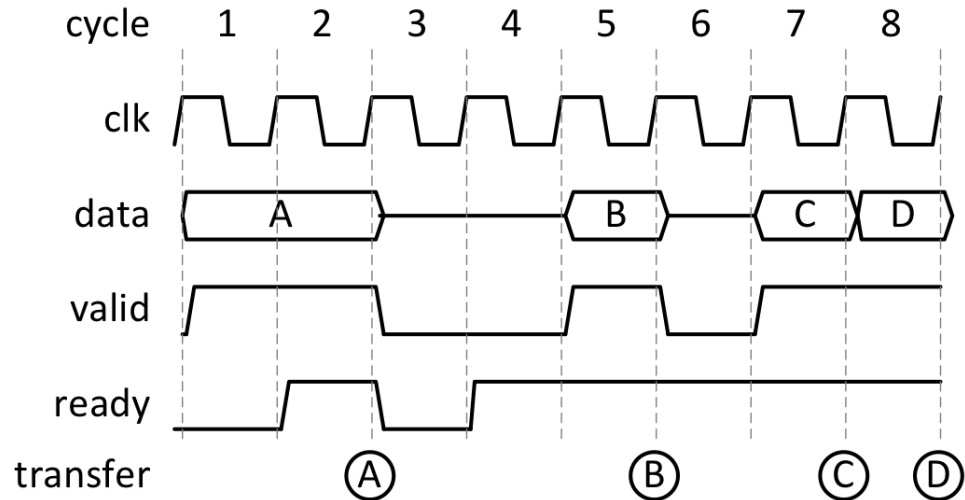 cycle 1 2 3 4 5 6 7 8
clk
data A B C D
valid
ready
transfer A B C D